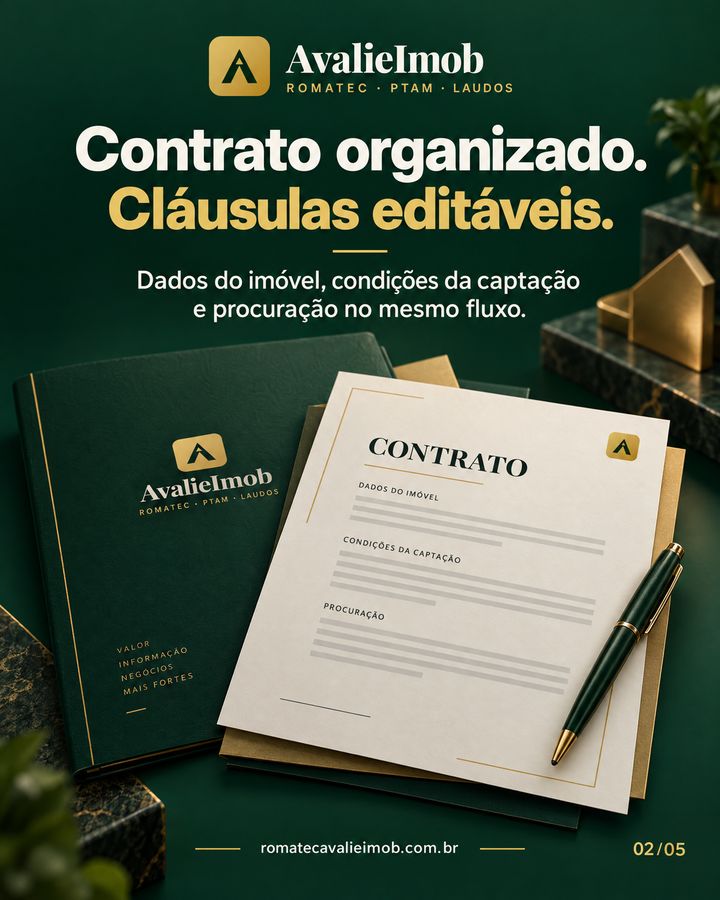 AvalieImob
ROMATEC · PTAM · LAUDOS
Contrato organizado.
Cláusulas editáveis.
Dados do imóvel, condições da captação
e procuração no mesmo fluxo.
AvalieImob
ROMATEC · PTAM · LAUDOS
VALOR
INFORMAÇÃO
NEGÓCIOS
MAIS FORTES
CONTRATO
DADOS DO IMÓVEL
CONDIÇÕES DA CAPTAÇÃO
PROCURAÇÃO
romatecavalieimob.com.br
02/05